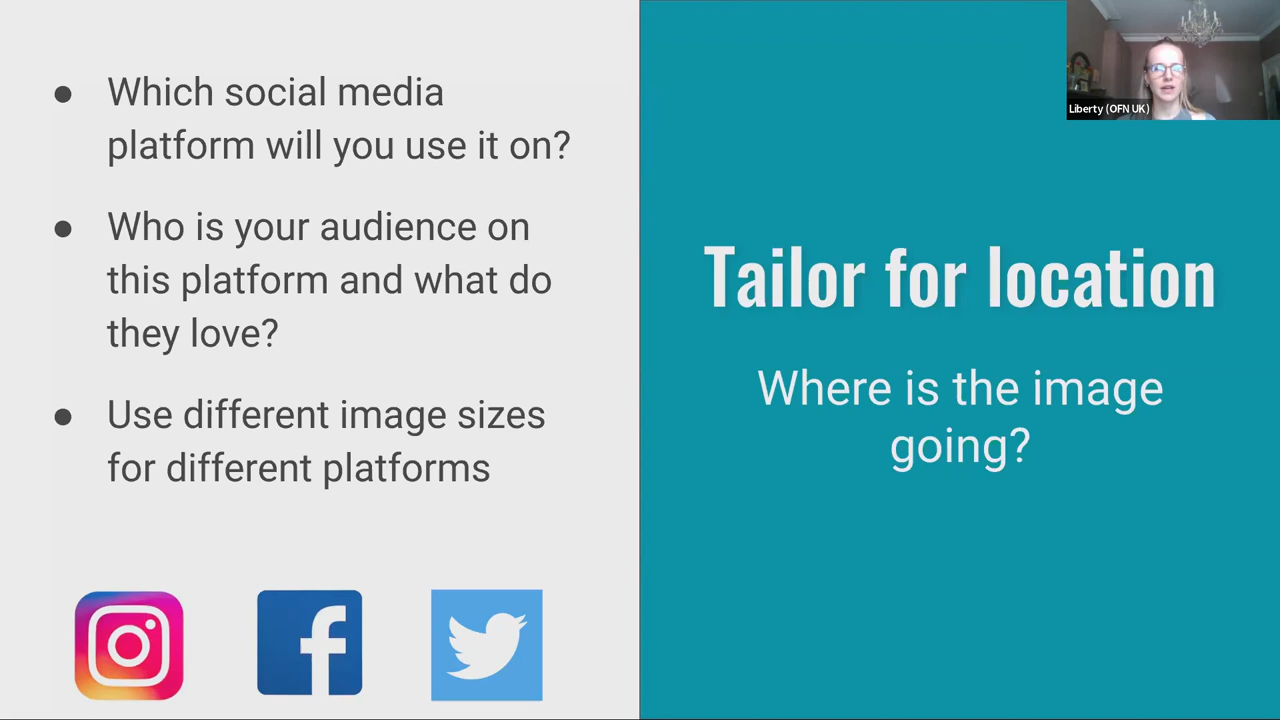 ● Which social media
platform will you use it on?
● Who is your audience on
this platform and what do
they love?
● Use different image sizes
for different platforms
Tailor for location
Where is the image
going?
Liberty (OFN UK)